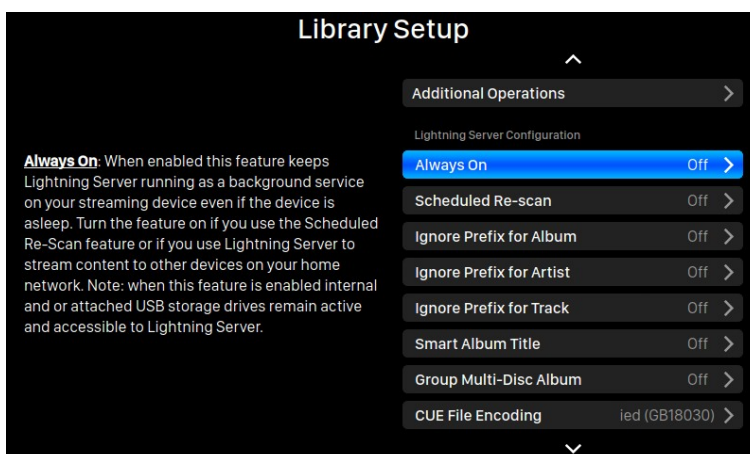 Library Setup
Additional Operations
Lightning Server Configuration
Always On: When enabled this feature keeps
Lightning Server running as a background service
on your streaming device even if the device is
asleep. Turn the feature on if you use the Scheduled
Re-Scan feature or if you use Lightning Server to
stream content to other devices on your home
network. Note: when this feature is enabled internal
and or attached USB storage drives remain active
and accessible to Lightning Server.
Always On Off
Scheduled Re-scan Off
Ignore Prefix for Album Off
Ignore Prefix for Artist Off
Ignore Prefix for Track Off
Smart Album Title Off
Group Multi-Disc Album Off
CUE File Encoding ied (GB18030)